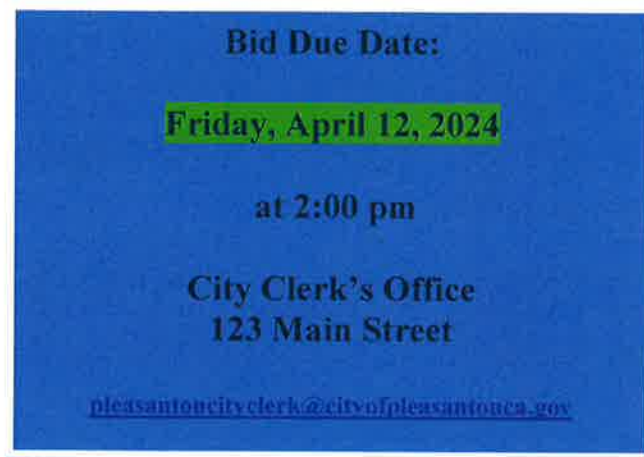 Bid Due Date:
Friday, April 12, 2024
at 2:00 pm
City Clerk's Office
123 Main Street
pleasantoncityclerk@cityofpleasantonca.gov